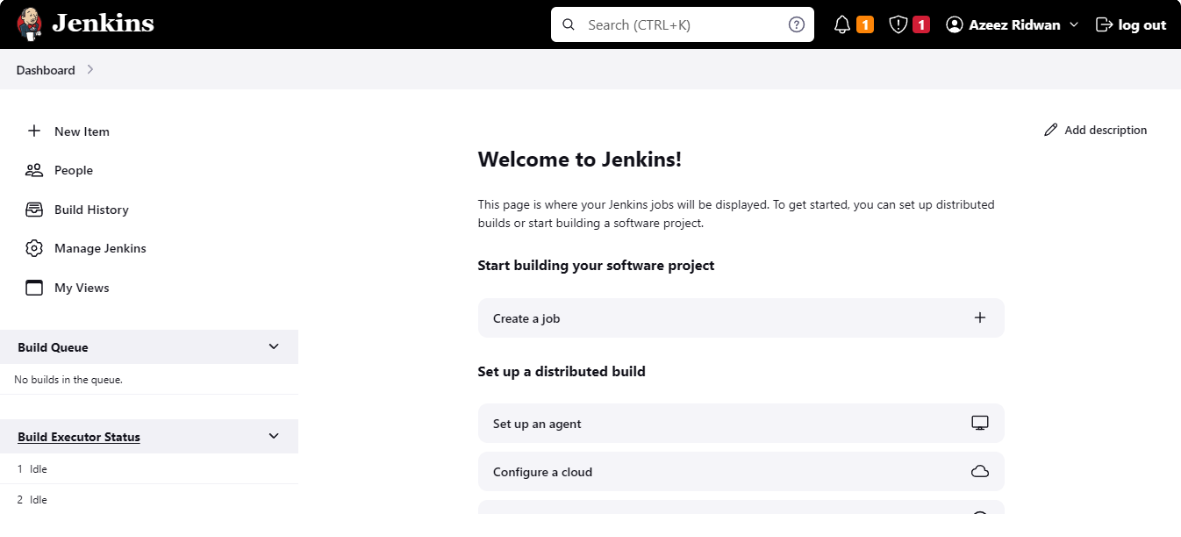 Jenkins
Search (CTRL+K)
1
1
Azeez Ridwan
log out
Dashboard
New Item
People
Build History
Manage Jenkins
My Views
Build Queue
No builds in the queue.
Build Executor Status
1 Idle
2 Idle
Add description
Welcome to Jenkins!
This page is where your Jenkins jobs will be displayed. To get started, you can set up distributed
builds or start building a software project.
Start building your software project
Create a job
Set up a distributed build
Set up an agent
Configure a cloud